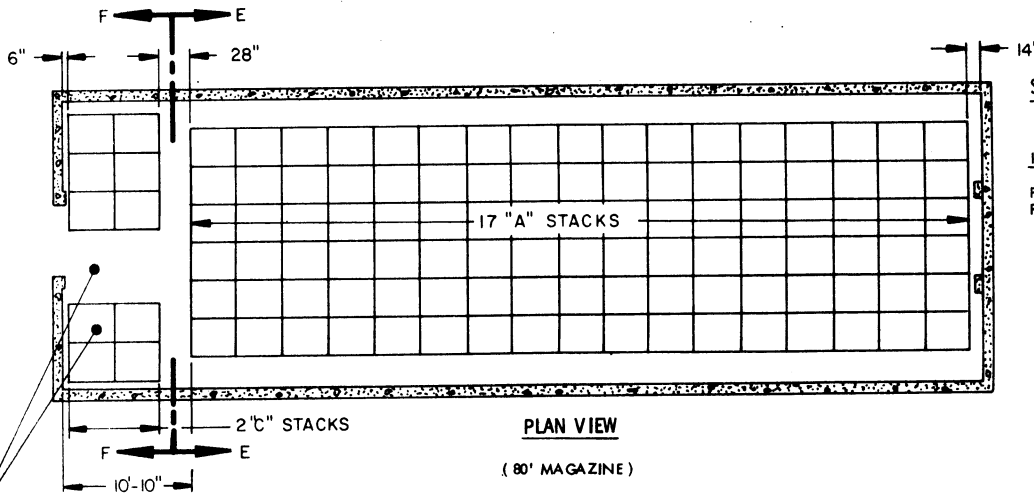 F E
6" 28" 14"
17 "A" STACKS
2 "C" STACKS
F E
10'-10"
PLAN VIEW
( 80' MAGAZINE )